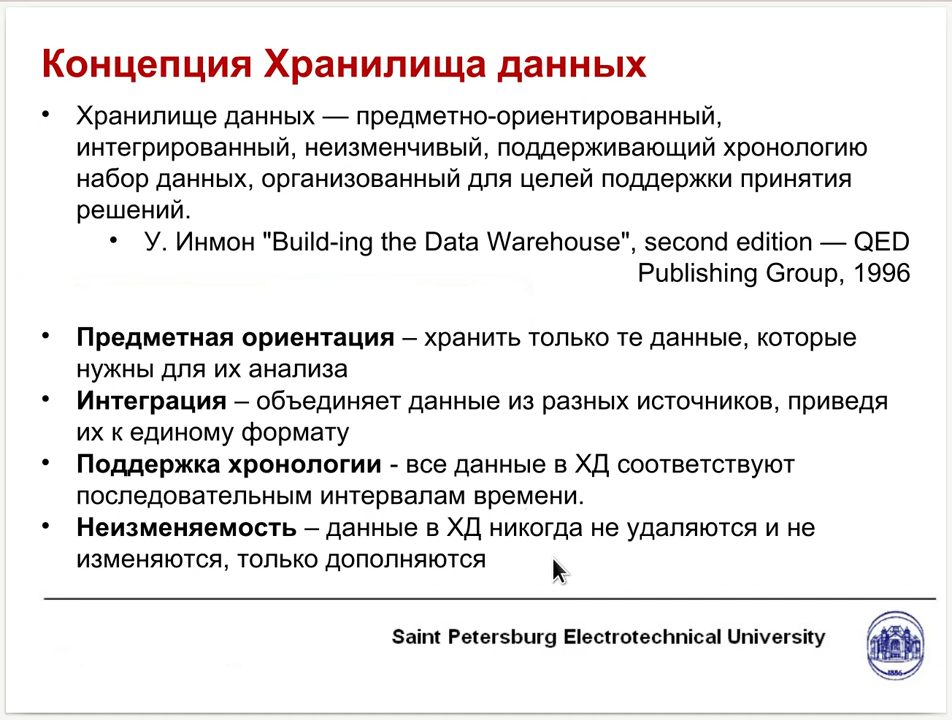 Концепция Хранилища данных
• Хранилище данных — предметно-ориентированный,
интегрированный, неизменчивый, поддерживающий хронологию
набор данных, организованный для целей поддержки принятия
решений.
• У. Инмон "Build-ing the Data Warehouse", second edition — QED
Publishing Group, 1996
• Предметная ориентация – хранить только те данные, которые
нужны для их анализа
• Интеграция – объединяет данные из разных источников, приведя
их к единому формату
• Поддержка хронологии - все данные в ХД соответствуют
последовательным интервалам времени.
• Неизменяемость – данные в ХД никогда не удаляются и не
изменяются, только дополняются
Saint Petersburg Electrotechnical University
1886